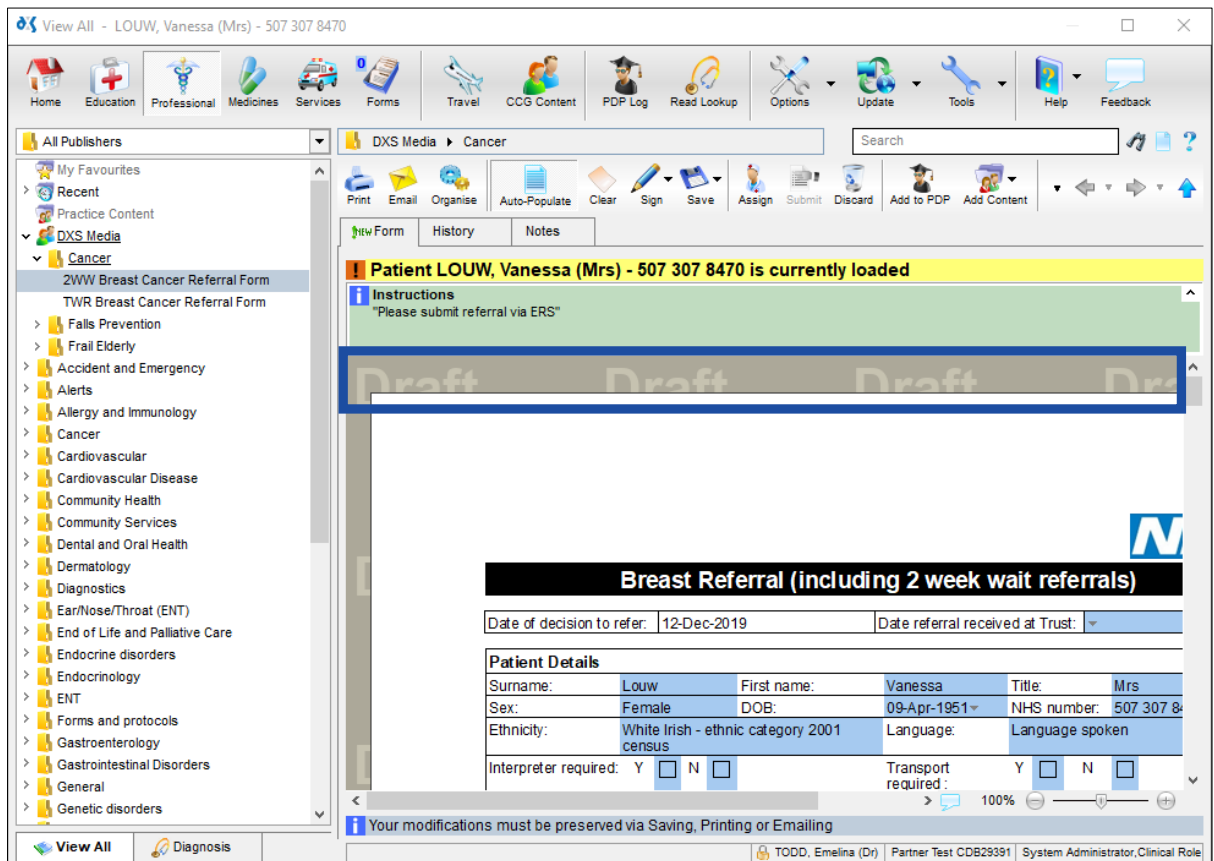 View All - LOUW, Vanessa (Mrs) - 507 307 8470
Home Education Professional Medicines Services Forms Travel CCG Content PDP Log Read Lookup Options Update Tools Help Feedback
0
All Publishers
DXS Media Cancer
Search
My Favourites
Recent
Practice Content
DXS Media
Cancer
2WW Breast Cancer Referral Form
TWR Breast Cancer Referral Form
Falls Prevention
Frail Elderly
Accident and Emergency
Alerts
Allergy and Immunology
Cancer
Cardiovascular
Cardiovascular Disease
Community Health
Community Services
Dental and Oral Health
Dermatology
Diagnostics
Ear/Nose/Throat (ENT)
End of Life and Palliative Care
Endocrine disorders
Endocrinology
ENT
Forms and protocols
Gastroenterology
Gastrointestinal Disorders
General
Genetic disorders
View All Diagnosis
Print Email Organise Auto-Populate Clear Sign Save Assign Submit Discard Add to PDP Add Content
NEW Form History Notes
! Patient LOUW, Vanessa (Mrs) - 507 307 8470 is currently loaded
i Instructions
"Please submit referral via ERS"
Draft Draft Draft
Breast Referral (including 2 week wait referrals)
Date of decision to refer: 12-Dec-2019 Date referral received at Trust:
Patient Details
Surname: Louw First name: Vanessa Title: Mrs
Sex: Female DOB: 09-Apr-1951 NHS number: 507 307
Ethnicity: White Irish - ethnic category 2001 Language: Language spoken
census
Interpreter required: Y N Transport Y N
required :
100%
i Your modifications must be preserved via Saving, Printing or Emailing
TODD, Emelina (Dr) Partner Test CDB29391 System Administrator,Clinical Role